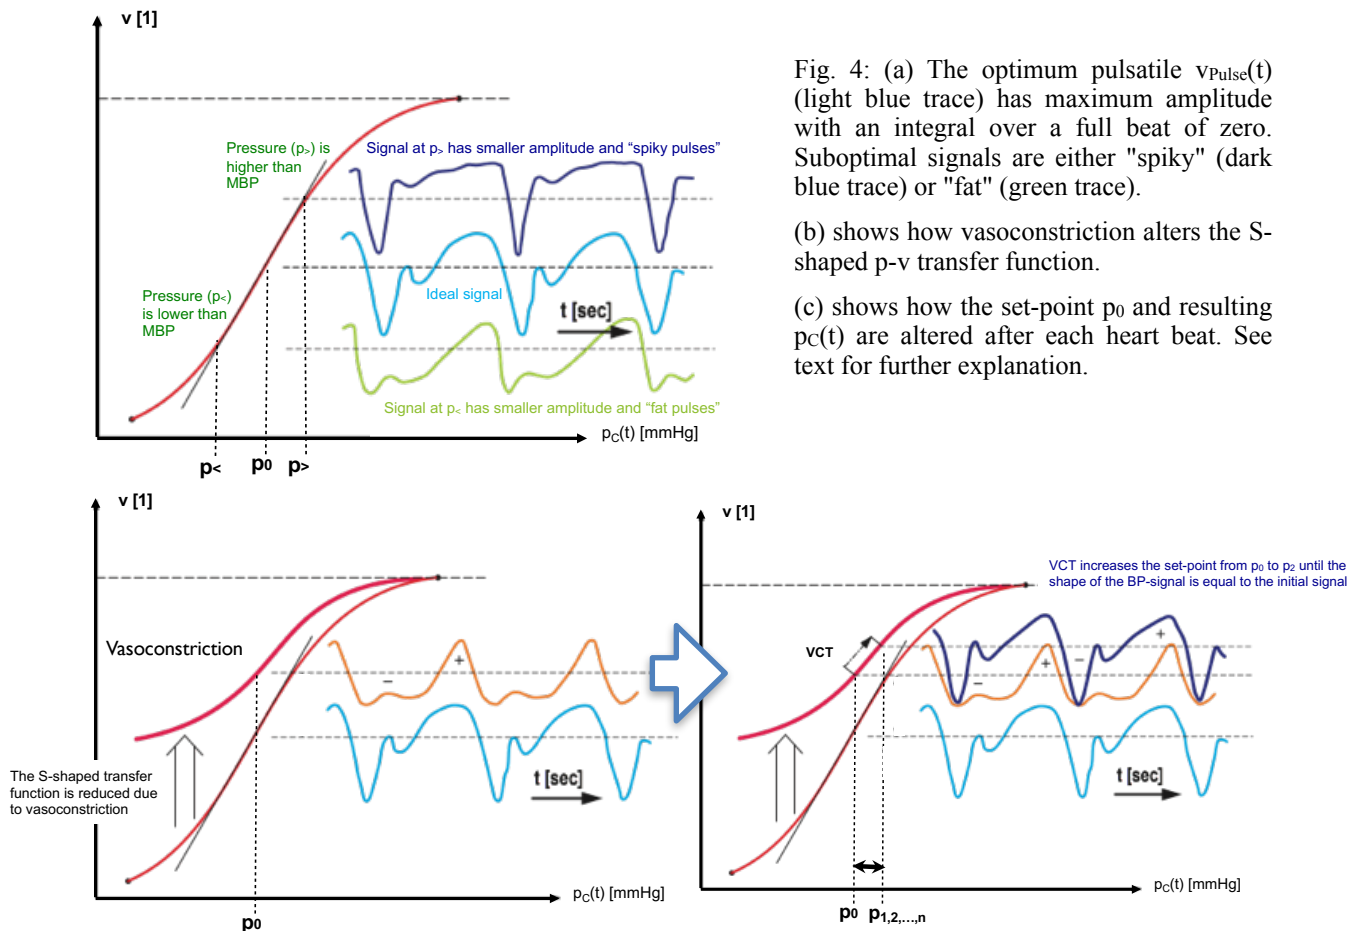 v [1]
Pressure (p>) is
higher than
MBP
Signal at p> has smaller amplitude and “spiky pulses”
Ideal signal
t [sec]
Pressure (p<)
is lower than
MBP
Signal at p< has smaller amplitude and “fat pulses”
pC(t) [mmHg]
p<
p0
p>
Fig. 4: (a) The optimum pulsatile vPulse(t)
(light blue trace) has maximum amplitude
with an integral over a full beat of zero.
Suboptimal signals are either "spiky" (dark
blue trace) or "fat" (green trace).
(b) shows how vasoconstriction alters the S-
shaped p-v transfer function.
(c) shows how the set-point p0 and resulting
pC(t) are altered after each heart beat. See
text for further explanation.
v [1]
Vasoconstriction
+
−
The S-shaped transfer
function is reduced due
to vasoconstriction
t [sec]
pC(t) [mmHg]
p0
v [1]
VCT increases the set-point from p0 to p2 until the
shape of the BP-signal is equal to the initial signal
VCT
+
+
−
−
t [sec]
pC(t) [mmHg]
p0
p1,2,...,n